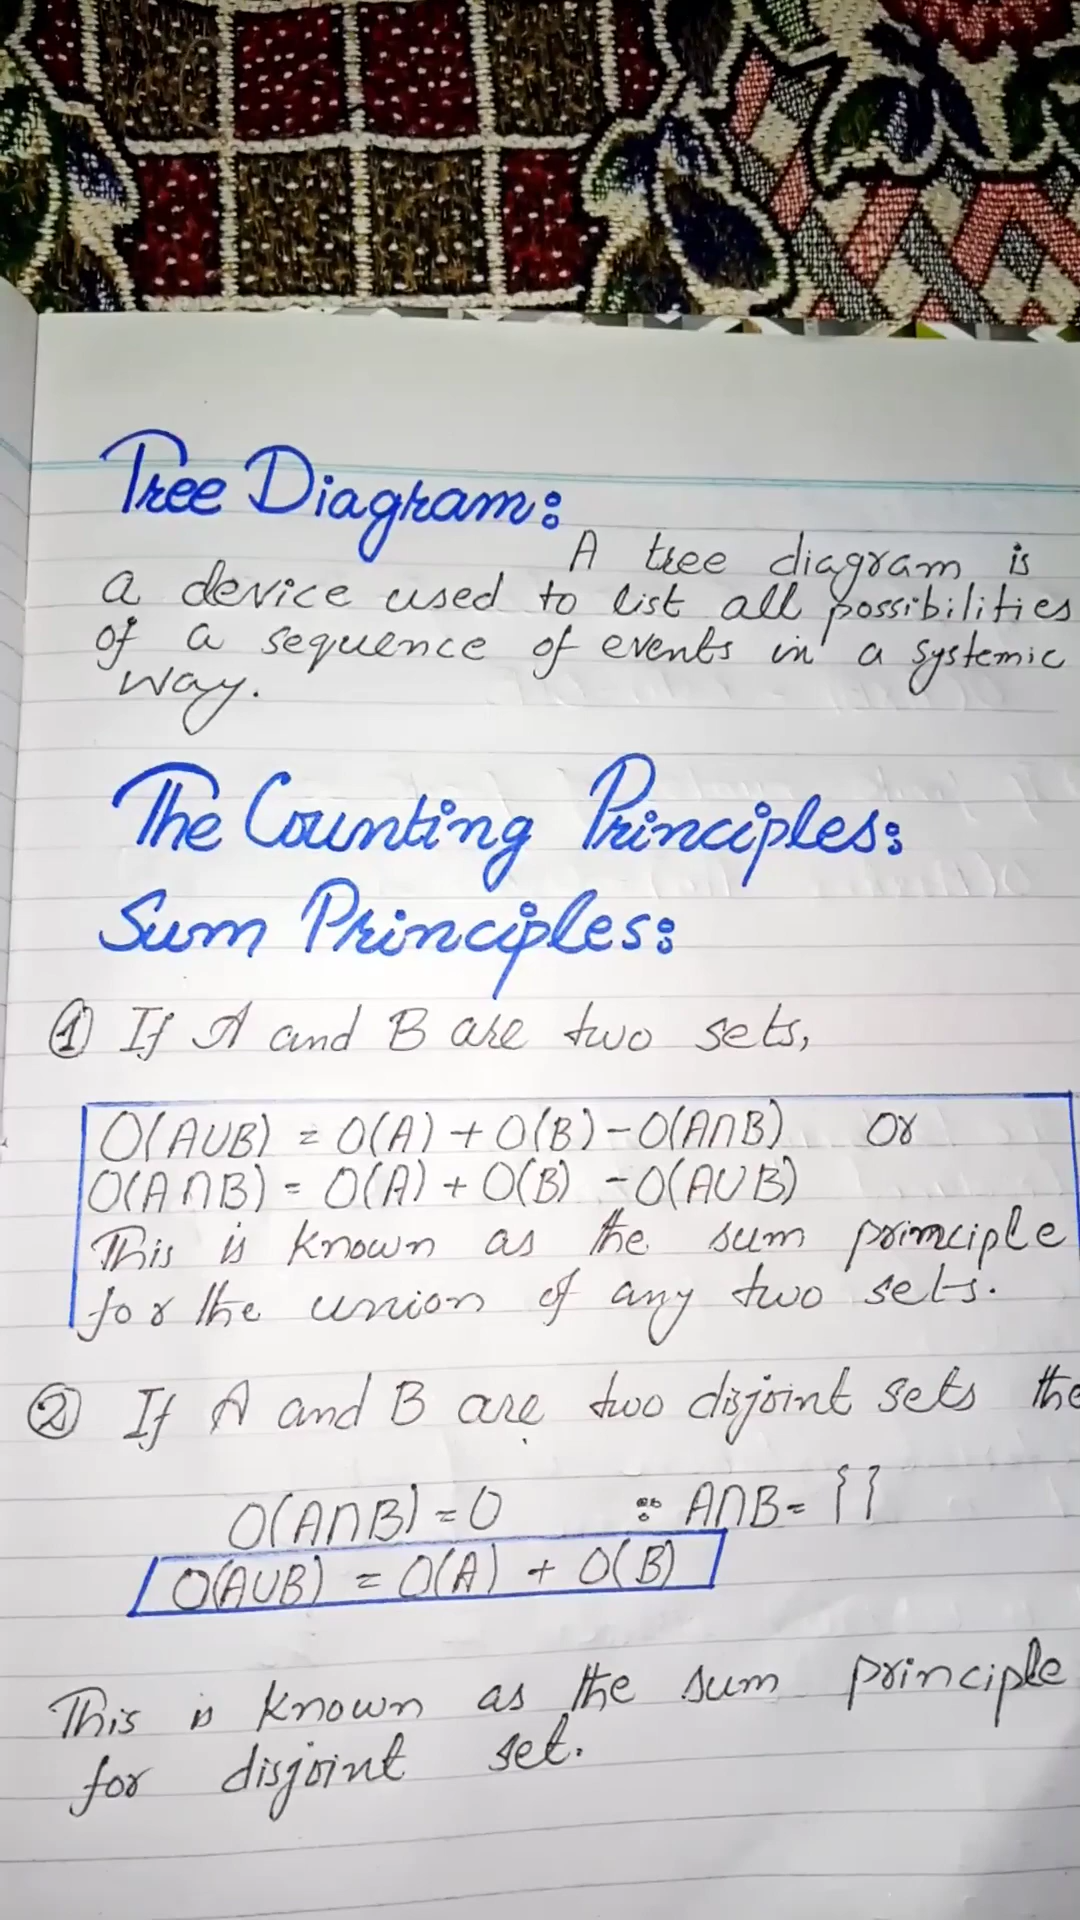 Tree Diagram:
A tree diagram is
a device used to list all possibilities
of a sequence of events in a systemic
way.
The Counting Principles:
Sum Principles:
① If A and B are two sets,
O(A∪B) = O(A) + O(B) - O(A∩B) Or
O(A∩B) = O(A) + O(B) - O(A∪B)
This is known as the sum principle
for the union of any two sets.
② If A and B are two disjoint sets the
O(A∩B) = 0 ∵ A∩B = { }
O(A∪B) = O(A) + O(B)
This is known as the sum principle
for disjoint set.